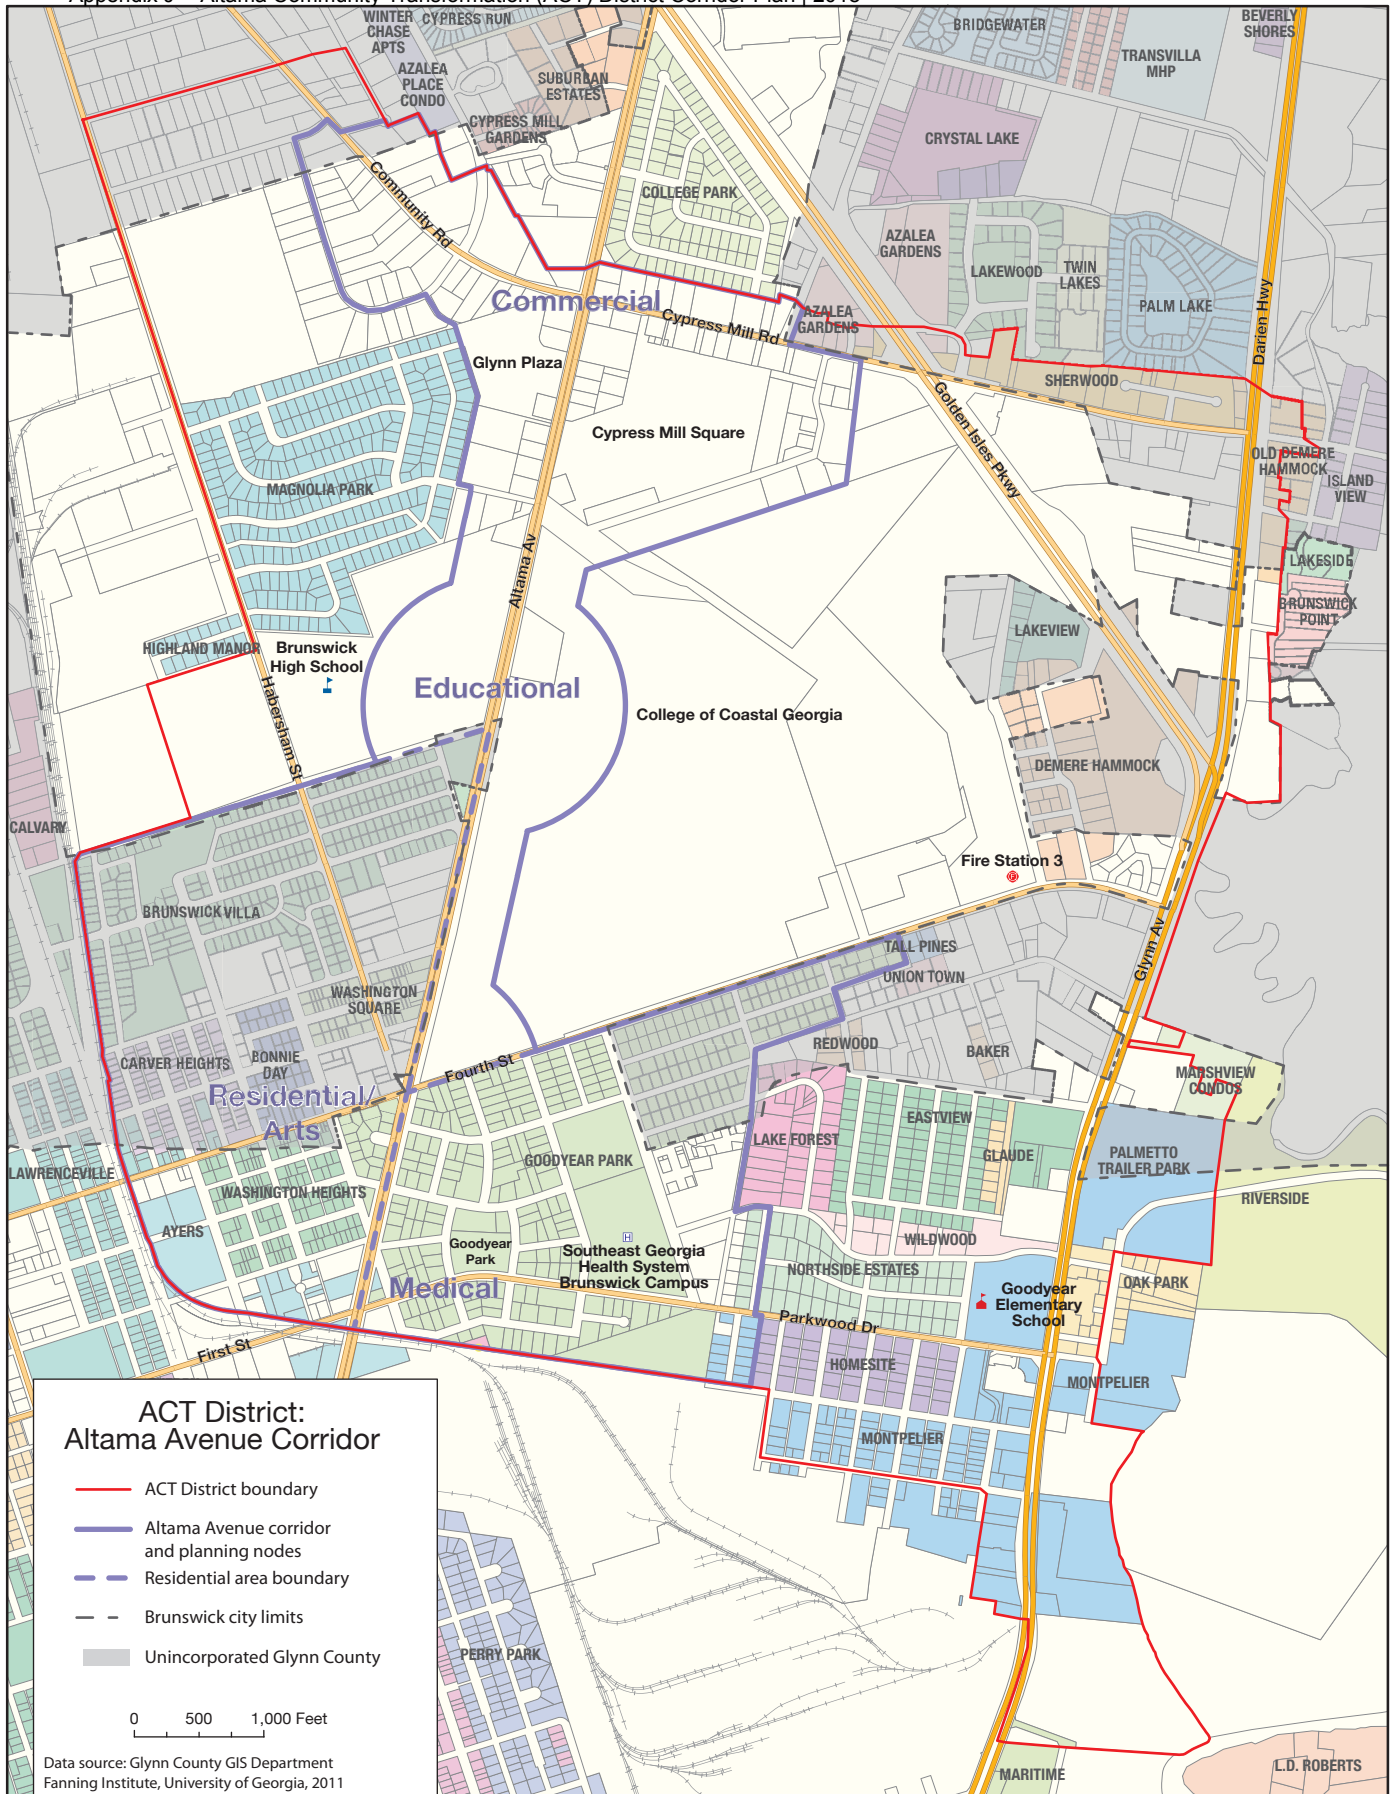 Appendix J – Altama Community Transformation (ACT) District Corridor Plan | 2013
WINTER
CHASE
APTS
CYPRESS RUN
BRIDGEWATER
BEVERLY
SHORES
TRANSVILLA
MHP
AZALEA
PLACE
CONDO
SUBURBAN
ESTATES
CYPRESS MILL
GARDENS
CRYSTAL LAKE
Community Rd
COLLEGE PARK
AZALEA
GARDENS
LAKEWOOD
TWIN
LAKES
PALM LAKE
Darien Hwy
Commercial
Cypress Mill Rd
AZALEA
GARDENS
Glynn Plaza
SHERWOOD
Golden Isles Pkwy
Cypress Mill Square
OLD DEMERE
HAMMOCK
ISLAND
VIEW
MAGNOLIA PARK
Altama Av
LAKESIDE
BRUNSWICK
POINT
LAKEVIEW
HIGHLAND MANOR
Brunswick
High School
Habersham St
Educational
College of Coastal Georgia
DEMERE HAMMOCK
CALVARY
Fire Station 3
BRUNSWICK VILLA
Glynn Av
TALL PINES
UNION TOWN
WASHINGTON
SQUARE
CARVER HEIGHTS
BONNIE
DAY
Fourth St
REDWOOD
BAKER
MARSHVIEW
CONDOS
Residential/
Arts
EASTVIEW
LAKE FOREST
GLAUDE
PALMETTO
TRAILER PARK
LAWRENCEVILLE
GOODYEAR PARK
WASHINGTON HEIGHTS
RIVERSIDE
AYERS
WILDWOOD
Goodyear
Park
H
Southeast Georgia
Health System
Brunswick Campus
NORTHSIDE ESTATES
Medical
Goodyear
Elementary
School
OAK PARK
Parkwood Dr
First St
HOMESITE
MONTPELIER
MONTPELIER
ACT District:
Altama Avenue Corridor
ACT District boundary
Altama Avenue corridor
and planning nodes
Residential area boundary
Brunswick city limits
Unincorporated Glynn County
0 500 1,000 Feet
Data source: Glynn County GIS Department
Fanning Institute, University of Georgia, 2011
PERRY PARK
MARITIME
L.D. ROBERTS